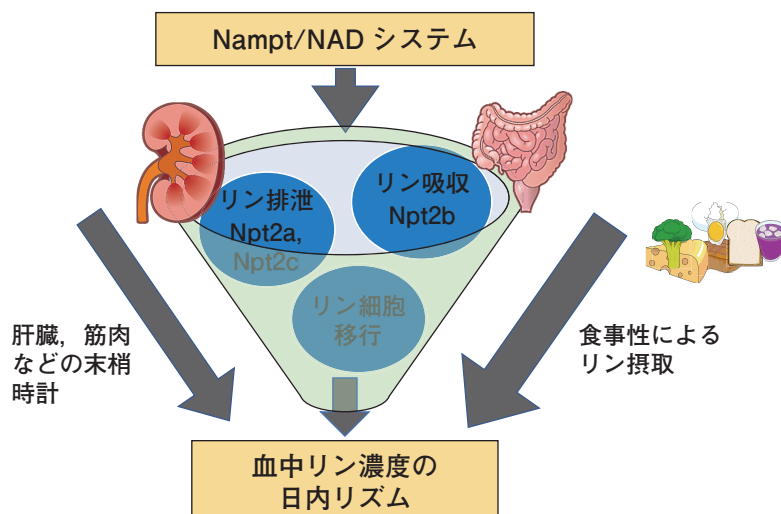 Nampt/NAD システム
リン排泄
Npt2a,
Npt2c
リン吸収
Npt2b
リン細胞
移行
肝臓，筋肉
などの末梢
時計
食事性による
リン摂取
血中リン濃度の
日内リズム